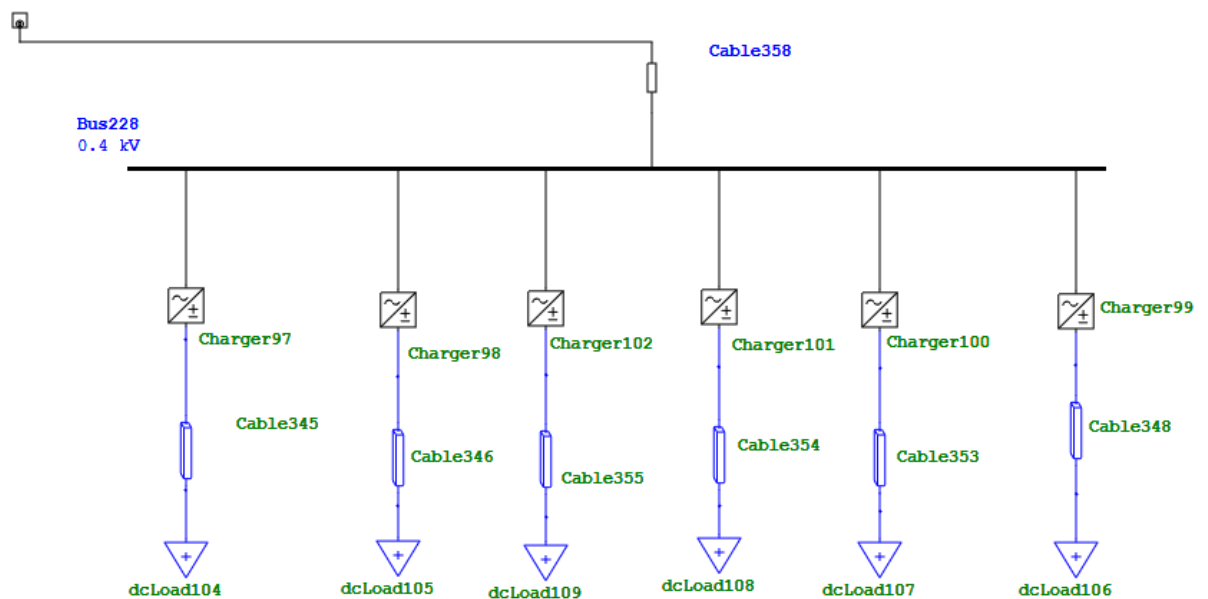 Cable358
Bus228
0.4 kV
Charger99
Charger97
Charger102
Charger101
Charger100
Charger98
Cable345
Cable348
Cable354
Cable346
Cable353
Cable355
dcLoad104
dcLoad105
dcLoad109
dcLoad108
dcLoad107
dcLoad106